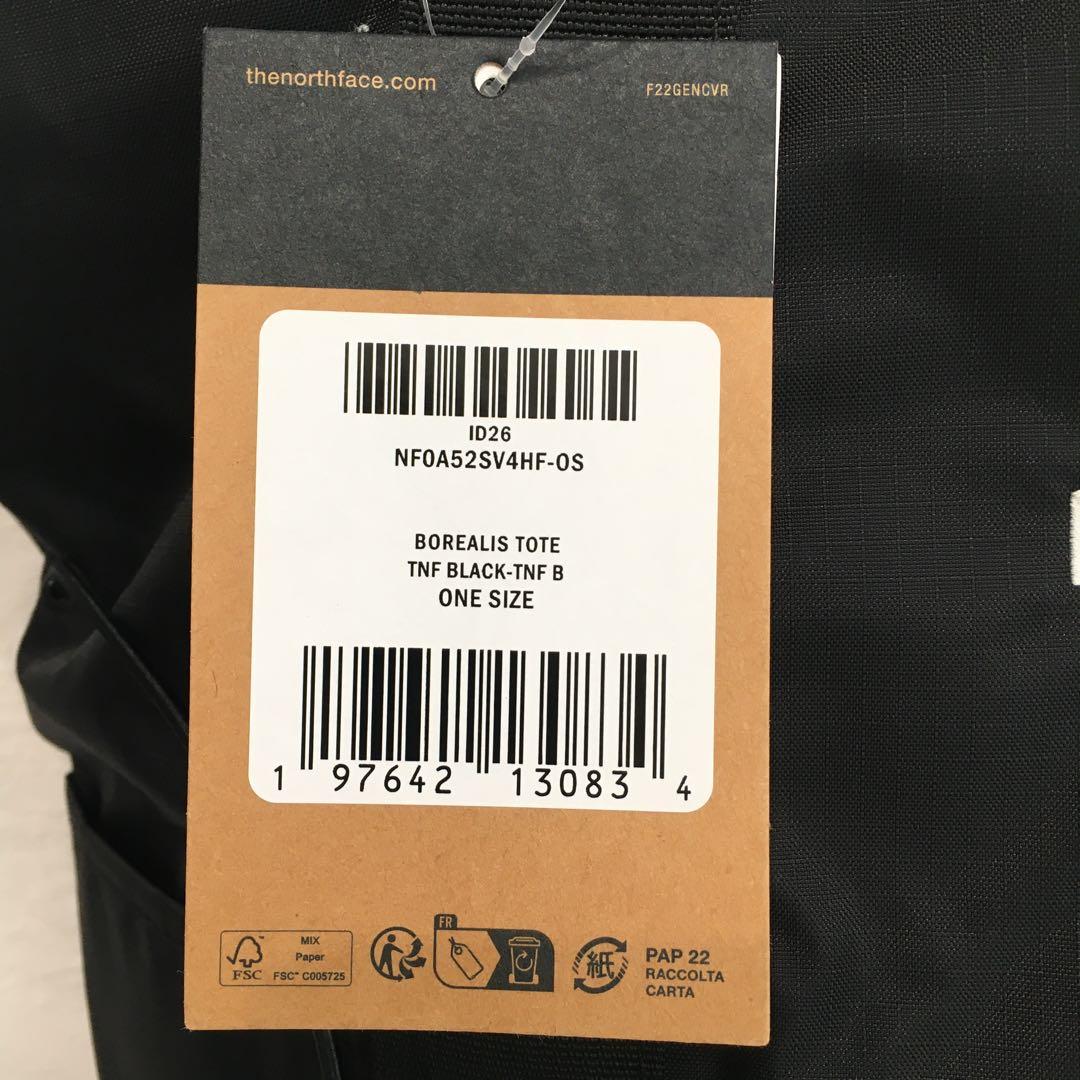 thenorthface.com
F22GENCVR
ID26
NF0A52SV4HF-OS
BOREALIS TOTE
TNF BLACK-TNF B
ONE SIZE
1 97642 13083 4
FSC
MIX
Paper
FSC™ C005725
FR
紙
PAP 22
RACCOLTA
CARTA